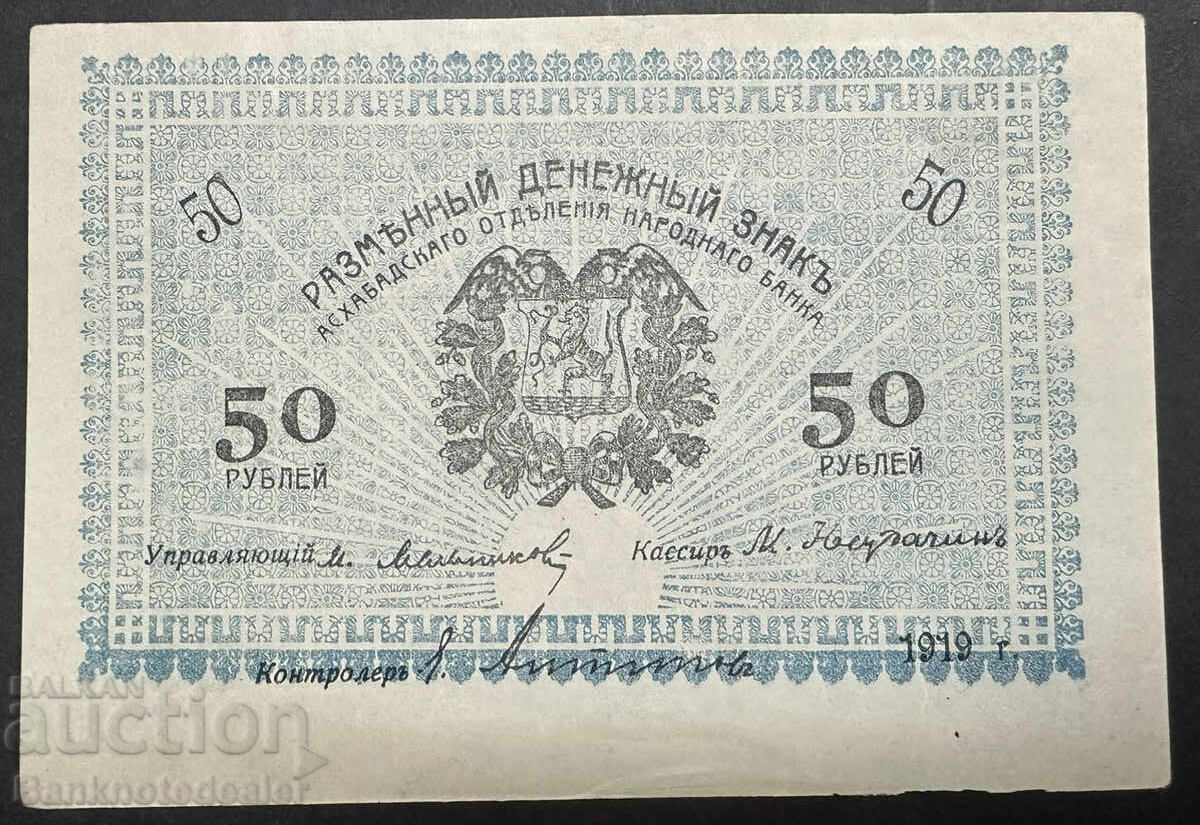 50
50
РАЗМѢННЫЙ ДЕНЕЖНЫЙ ЗНАКЪ
АСХАБАДСКАГО ОТДѢЛЕНІЯ НАРОДНАГО БАНКА
50
РУБЛЕЙ
50
РУБЛЕЙ
Управляющій М.
Кассиръ М.
1919 г.
Контролеръ
BALKAN
auction
Banknotedealer